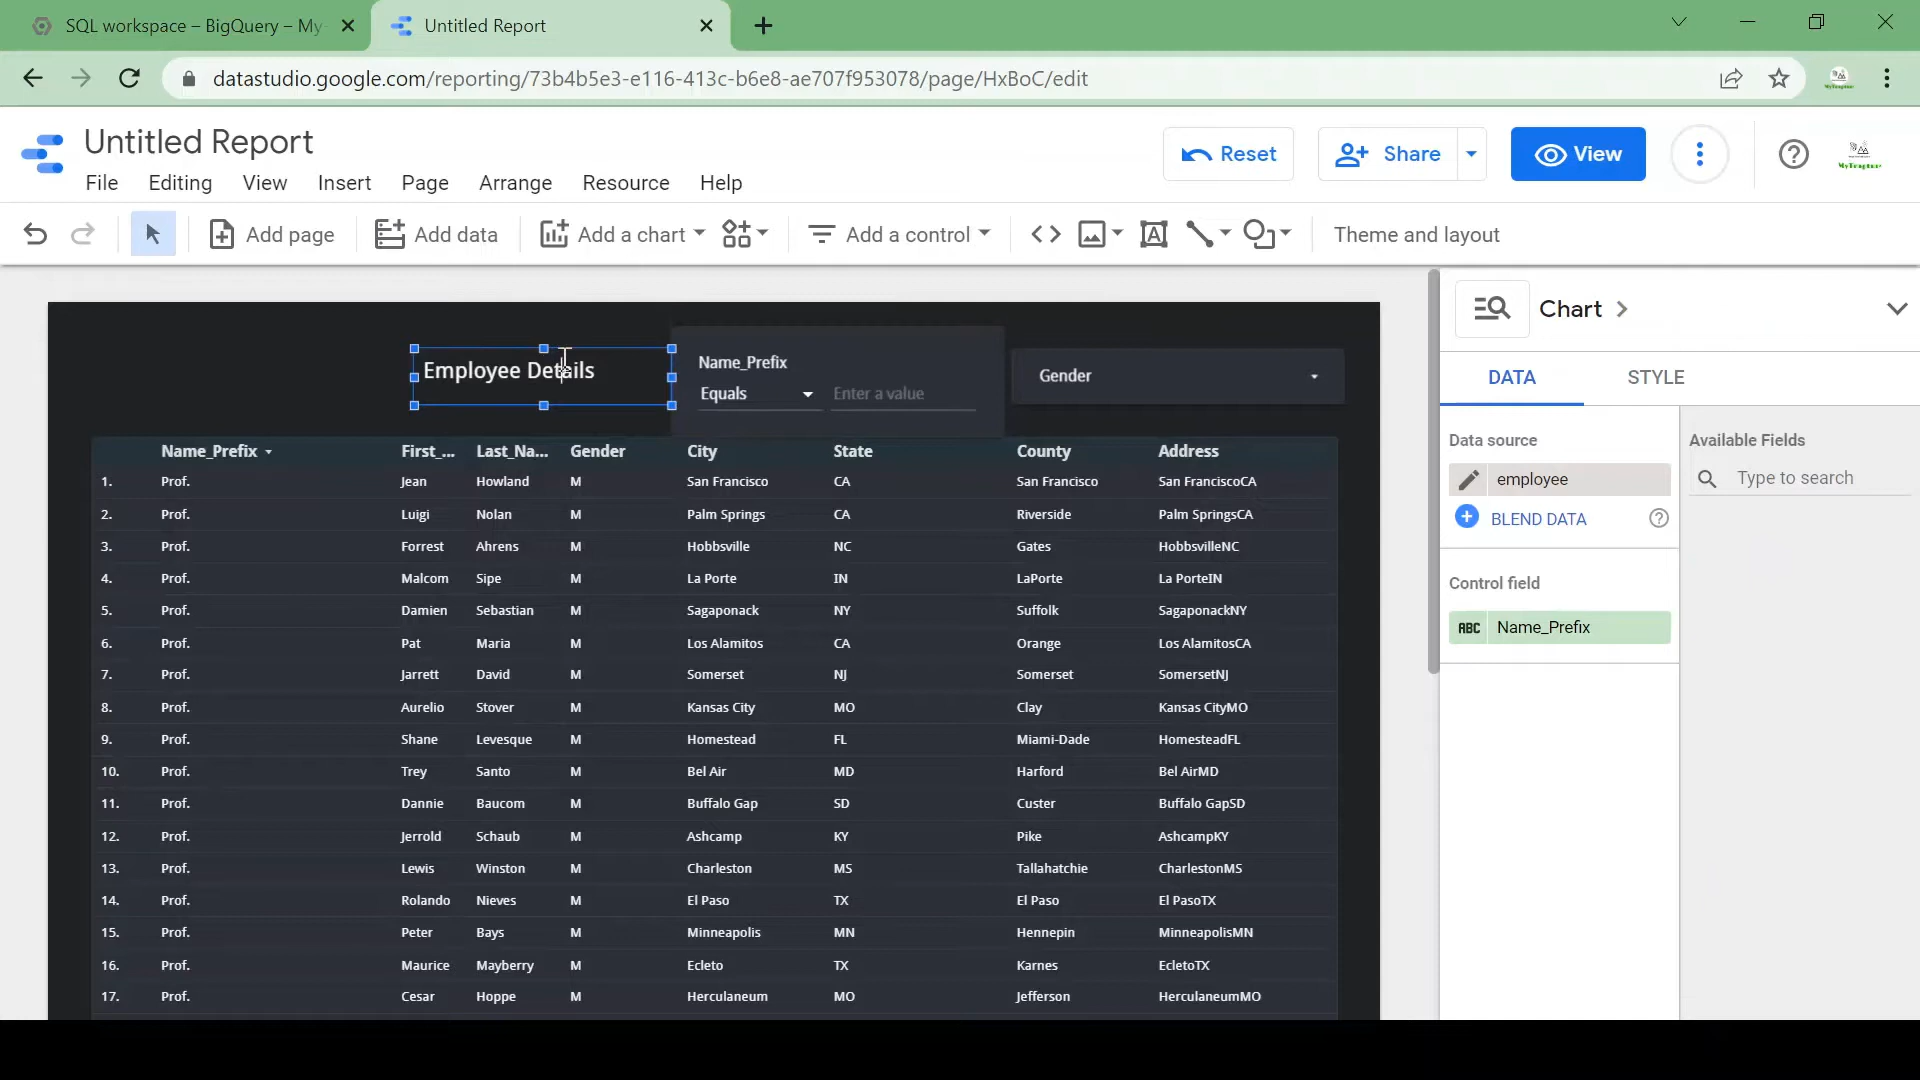 SQL workspace – BigQuery – My
Untitled Report
datastudio.google.com/reporting/73b4b5e3-e116-413c-b6e8-ae707f953078/page/HxBoC/edit
Untitled Report
Reset
Share
View
File Editing View Insert Page Arrange Resource Help
Add page
Add data
Add a chart
Add a control
Theme and layout
Employee Details
Name_Prefix
Equals
Enter a value
Gender
Name_Prefix First_... Last_Na... Gender City State County Address
1. Prof. Jean Howland M San Francisco CA San Francisco San FranciscoCA
2. Prof. Luigi Nolan M Palm Springs CA Riverside Palm SpringsCA
3. Prof. Forrest Ahrens M Hobbsville NC Gates HobbsvilleNC
4. Prof. Malcom Sipe M La Porte IN LaPorte La PorteIN
5. Prof. Damien Sebastian M Sagaponack NY Suffolk SagaponackNY
6. Prof. Pat Maria M Los Alamitos CA Orange Los AlamitosCA
7. Prof. Jarrett David M Somerset NJ Somerset SomersetNJ
8. Prof. Aurelio Stover M Kansas City MO Clay Kansas CityMO
9. Prof. Shane Levesque M Homestead FL Miami-Dade HomesteadFL
10. Prof. Trey Santo M Bel Air MD Harford Bel AirMD
11. Prof. Dannie Baucom M Buffalo Gap SD Custer Buffalo GapSD
12. Prof. Jerrold Schaub M Ashcamp KY Pike AshcampKY
13. Prof. Lewis Winston M Charleston MS Tallahatchie CharlestonMS
14. Prof. Rolando Nieves M El Paso TX El Paso El PasoTX
15. Prof. Peter Bays M Minneapolis MN Hennepin MinneapolisMN
16. Prof. Maurice Mayberry M Ecleto TX Karnes EcletoTX
17. Prof. Cesar Hoppe M Herculaneum MO Jefferson HerculaneumMO
Chart
DATA STYLE
Data source
employee
BLEND DATA
Control field
ABC Name_Prefix
Available Fields
Type to search